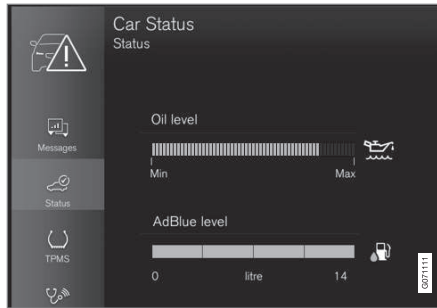 Car Status
Status
Messages
Status
TPMS
Oil level
Min Max
AdBlue level
0 litre 14
G071111